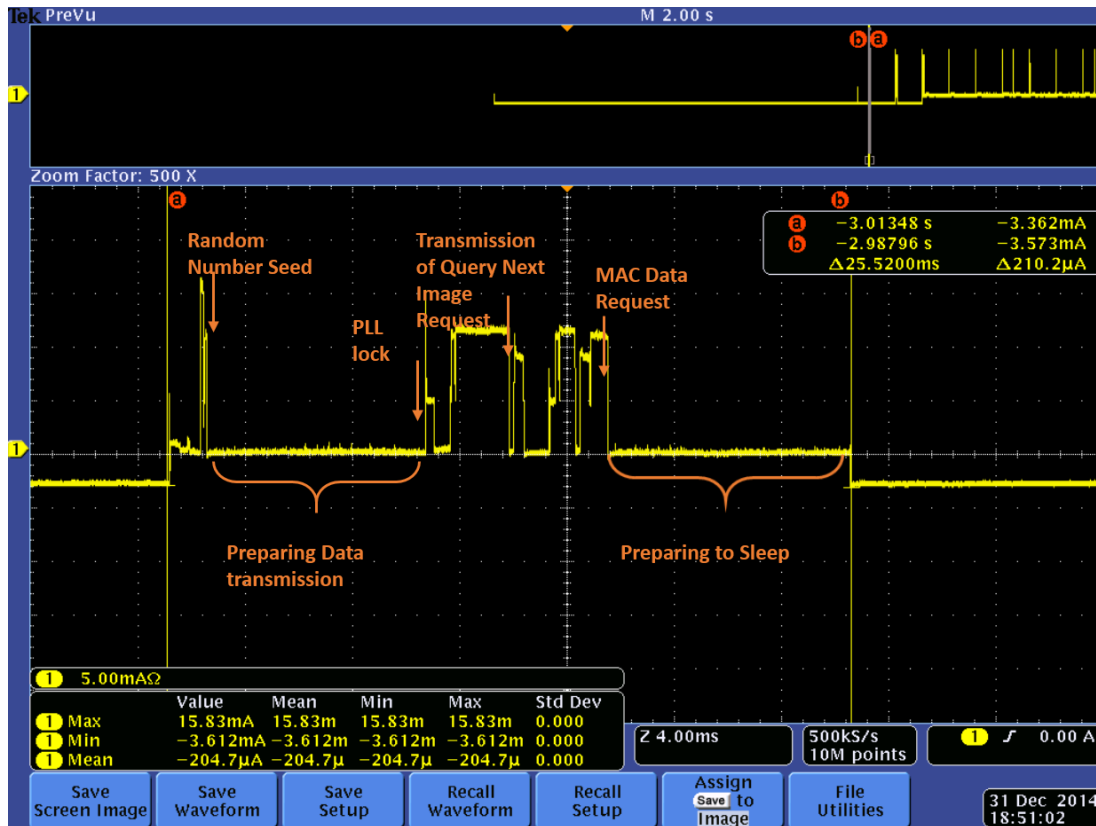 Tek PreVu M 2.00 s
b a
1
Zoom Factor: 500 X
a b
a −3.01348 s −3.362mA
b −2.98796 s −3.573mA
Δ25.5200ms Δ210.2µA
Random
Number Seed
Transmission
of Query Next
Image
Request
MAC Data
Request
PLL
lock
1
Preparing Data
transmission
Preparing to Sleep
1 5.00mAΩ
Value Mean Min Max Std Dev
1 Max 15.83mA 15.83m 15.83m 15.83m 0.000
1 Min −3.612mA −3.612m −3.612m −3.612m 0.000
1 Mean −204.7µA −204.7µ −204.7µ −204.7µ 0.000
Z 4.00ms
500kS/s
10M points
1 0.00 A
Save
Screen Image
Save
Waveform
Save
Setup
Recall
Waveform
Recall
Setup
Assign
Save to
Image
File
Utilities
31 Dec 2014
18:51:02